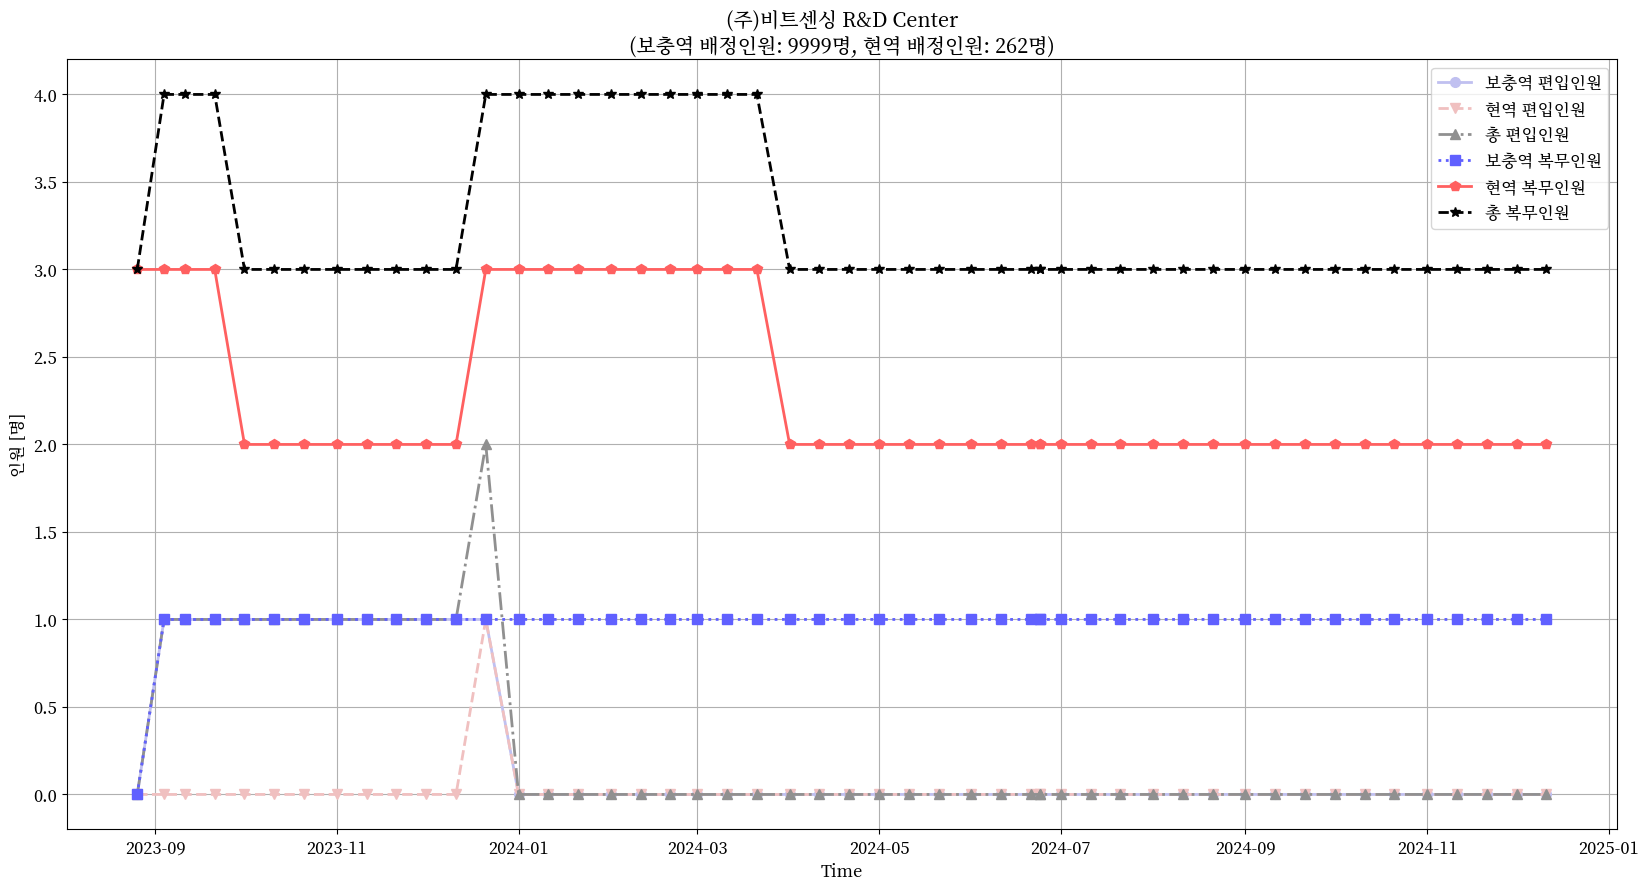 (주)비트센싱 R&D Center
(보충역 배정인원: 9999명, 현역 배정인원: 262명)
보충역 편입인원
현역 편입인원
총 편입인원
보충역 복무인원
현역 복무인원
총 복무인원
4.0
3.5
3.0
2.5
2.0
1.5
1.0
0.5
0.0
인원 [명]
2023-09 2023-11 2024-01 2024-03 2024-05 2024-07 2024-09 2024-11 2025-01
Time